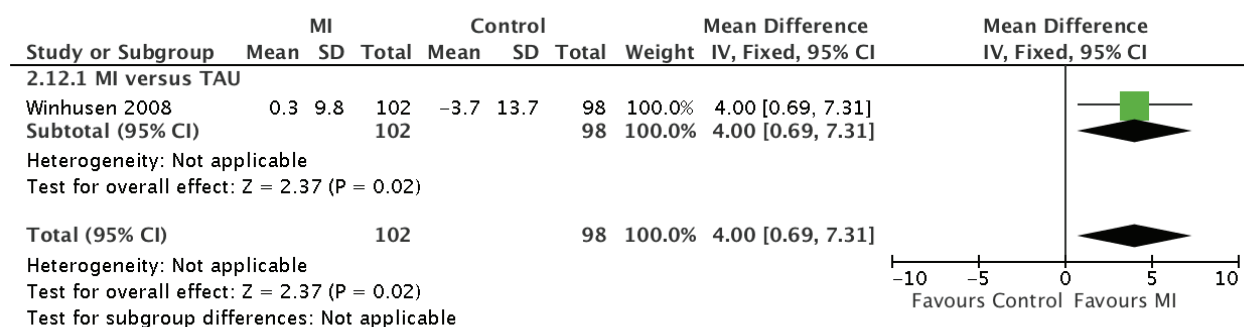 MI Control Mean Difference Mean Difference
Study or Subgroup Mean SD Total Mean SD Total Weight IV, Fixed, 95% CI IV, Fixed, 95% CI
2.12.1 MI versus TAU
Winhusen 2008 0.3 9.8 102 −3.7 13.7 98 100.0% 4.00 [0.69, 7.31]
Subtotal (95% CI) 102 98 100.0% 4.00 [0.69, 7.31]
Heterogeneity: Not applicable
Test for overall effect: Z = 2.37 (P = 0.02)
Total (95% CI) 102 98 100.0% 4.00 [0.69, 7.31]
Heterogeneity: Not applicable
Test for overall effect: Z = 2.37 (P = 0.02)
Test for subgroup differences: Not applicable
−10 −5 0 5 10
Favours Control Favours MI